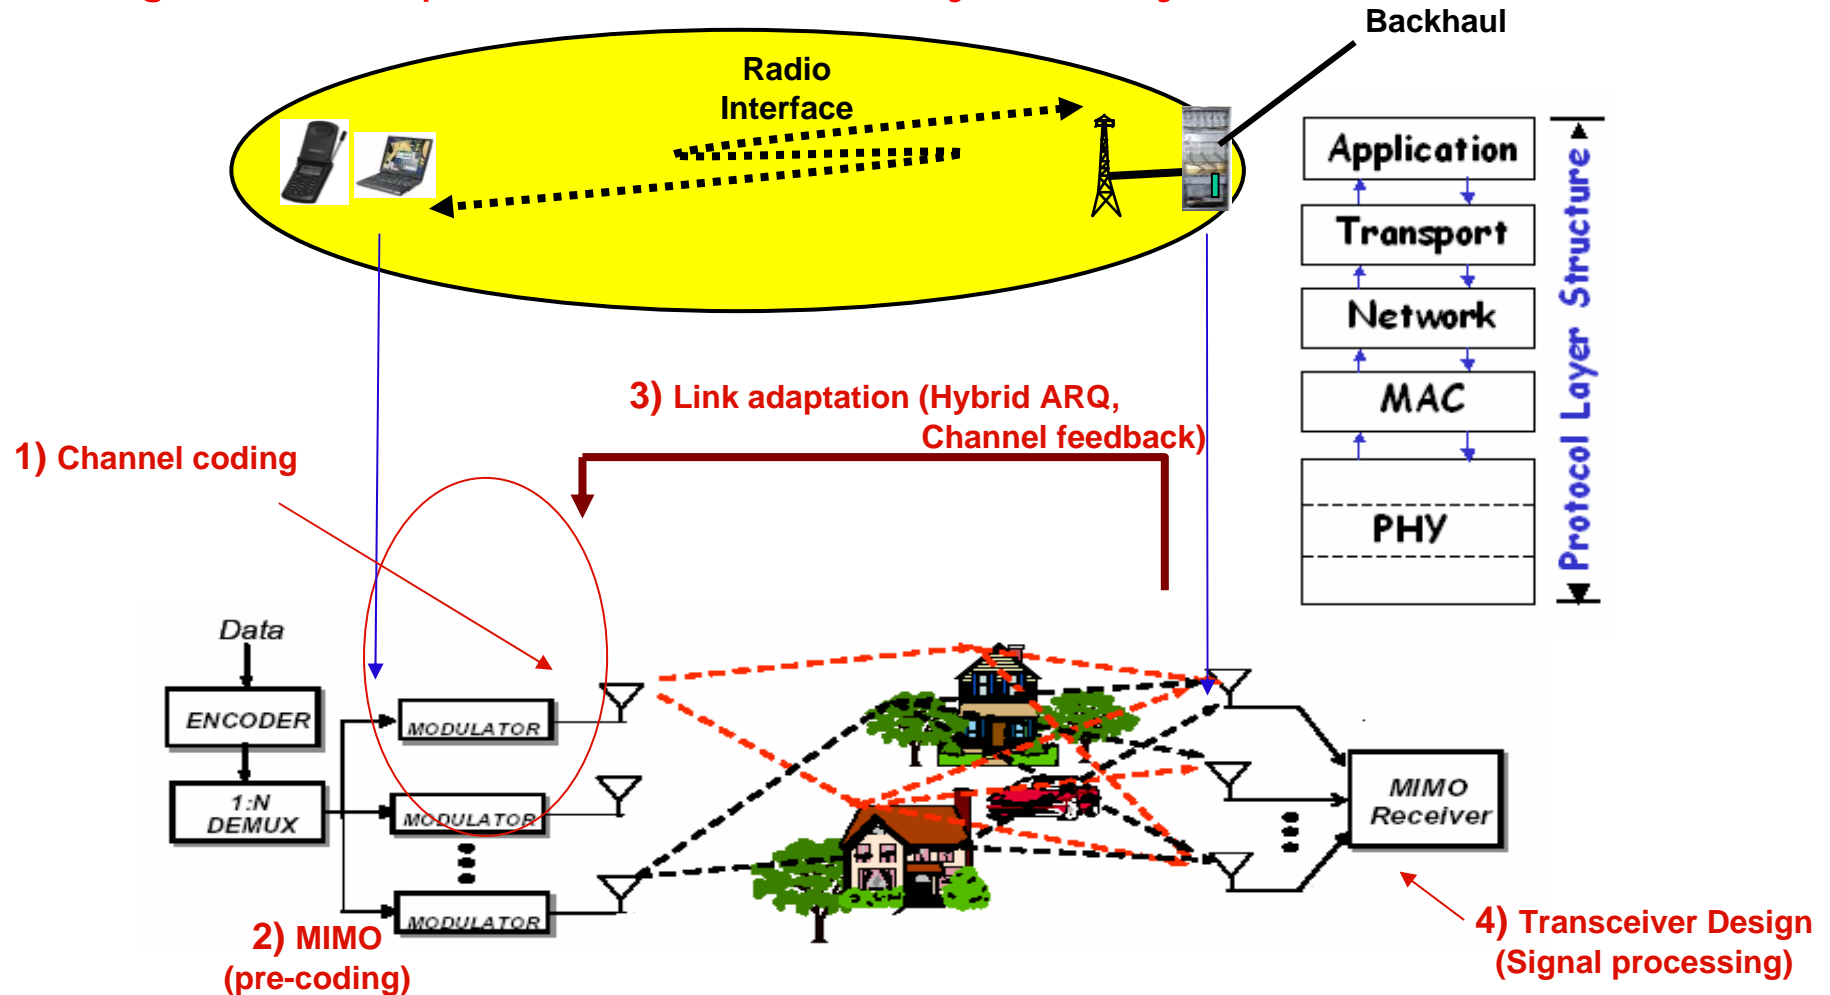 Backhaul
Radio
Interface
Application
Transport
Network
MAC
PHY
Protocol Layer Structure
3) Link adaptation (Hybrid ARQ,
Channel feedback)
1) Channel coding
Data
ENCODER
1:N
DEMUX
MODULATOR
MODULATOR
MODULATOR
MIMO
Receiver
2) MIMO
(pre-coding)
4) Transceiver Design
(Signal processing)